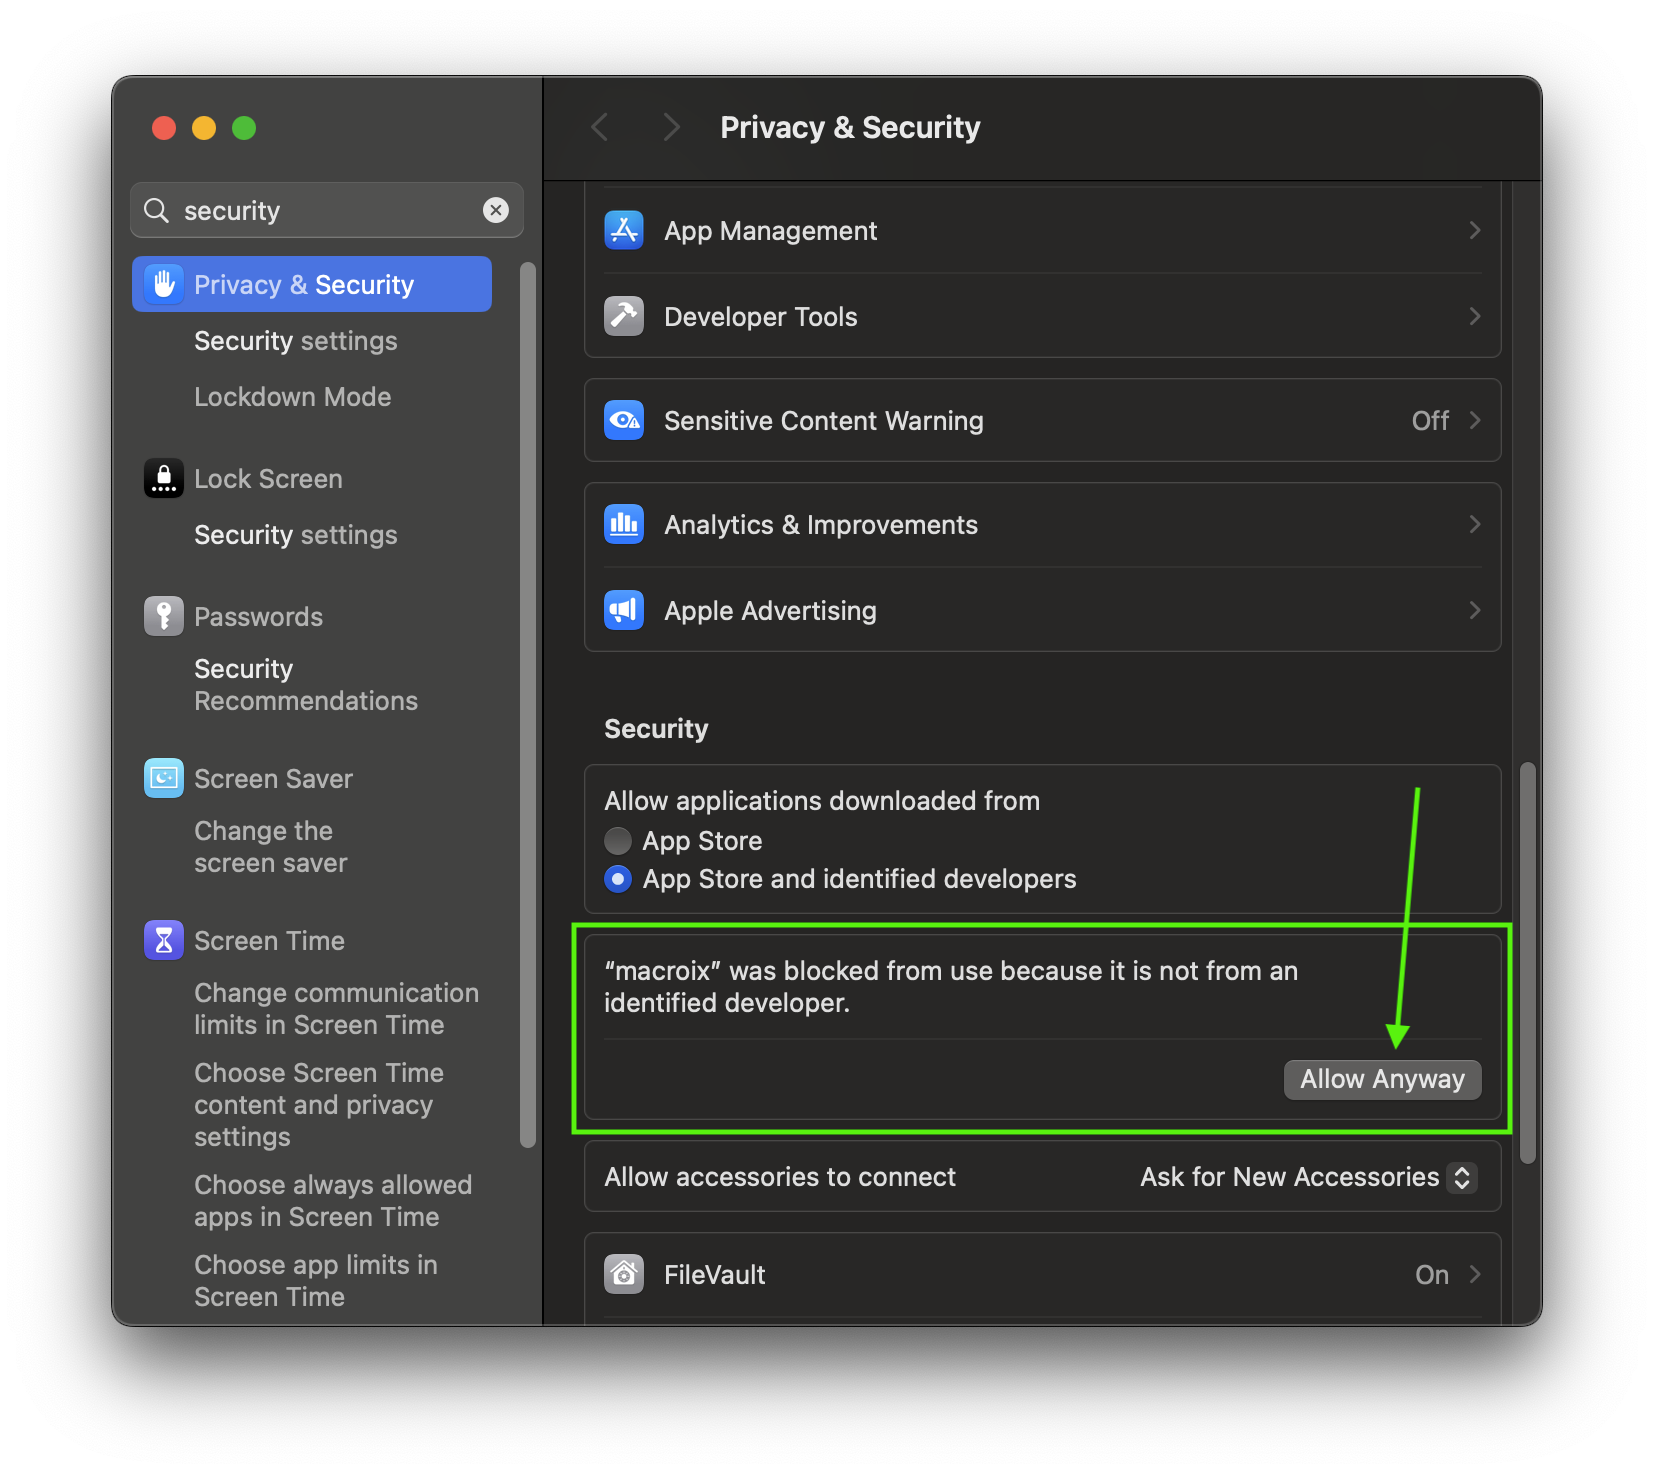 security
Privacy & Security
Security settings
Lockdown Mode
Lock Screen
Security settings
Passwords
Security
Recommendations
Screen Saver
Change the
screen saver
Screen Time
Change communication
limits in Screen Time
Choose Screen Time
content and privacy
settings
Choose always allowed
apps in Screen Time
Choose app limits in
Screen Time
Privacy & Security
App Management
Developer Tools
Sensitive Content Warning Off
Analytics & Improvements
Apple Advertising
Security
Allow applications downloaded from
App Store
App Store and identified developers
“macroix” was blocked from use because it is not from an
identified developer.
Allow Anyway
Allow accessories to connect Ask for New Accessories
FileVault On